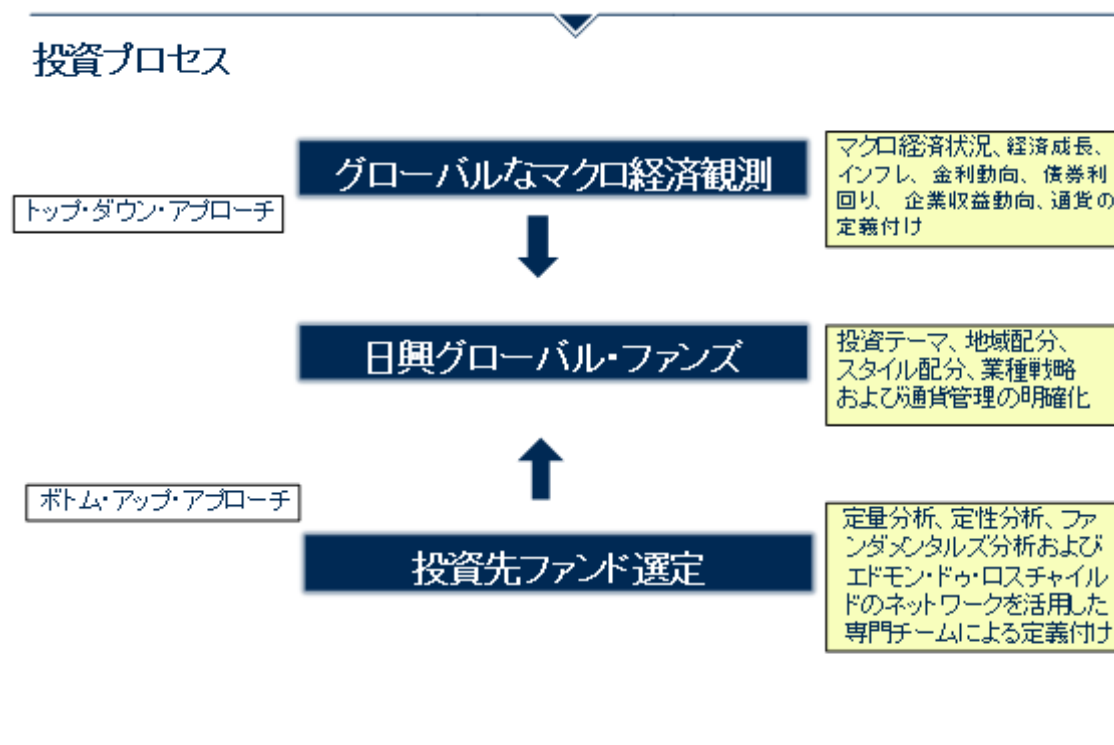 投資プロセス
グローバルなマクロ経済観測
マクロ経済状況、経済成長、
インフレ、金利動向、債券利
回り、 企業収益動向、通貨の
定義付け
トップ・ダウン・アプローチ
日興グローバル・ファンズ
投資テーマ、地域配分、
スタイル配分、業種戦略
および通貨管理の明確化
ボトム・アップ・アプローチ
投資先ファンド選定
定量分析、定性分析、ファ
ンダメンタルズ分析および
エドモン・ドゥ・ロスチャイル
ドのネットワークを活用した
専門チームによる定義付け